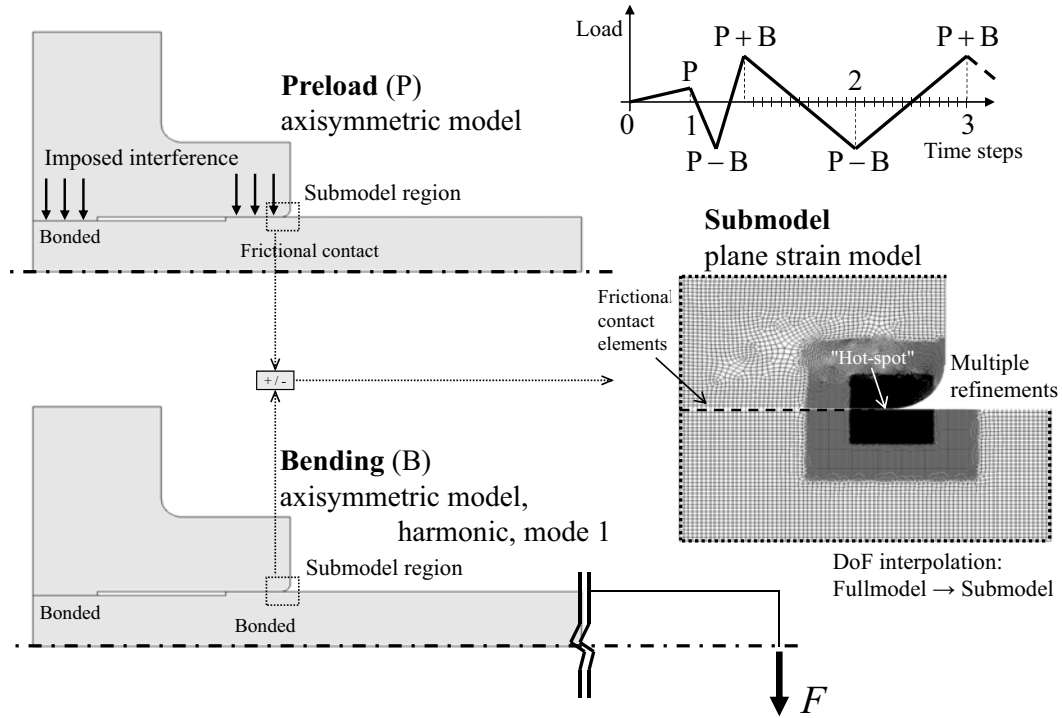 Preload (P)
axisymmetric model
Imposed interference
Submodel region
Bonded
Frictional contact
Load
P + B
P
P + B
2
0
1
3
P − B
P − B
Time steps
Submodel
plane strain model
Frictional
contact
elements
"Hot-spot"
Multiple
refinements
+ / -
Bending (B)
axisymmetric model,
harmonic, mode 1
Submodel region
Bonded
Bonded
DoF interpolation:
Fullmodel → Submodel
F